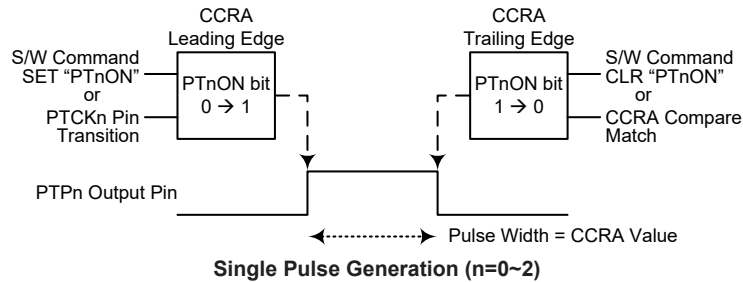 CCRA
Leading Edge
S/W Command
SET “PTnON”
or
PTCKn Pin
Transition
PTnON bit
0 → 1
CCRA
Trailing Edge
PTnON bit
1 → 0
S/W Command
CLR “PTnON”
or
CCRA Compare
Match
PTPn Output Pin
Pulse Width = CCRA Value
Single Pulse Generation (n=0~2)